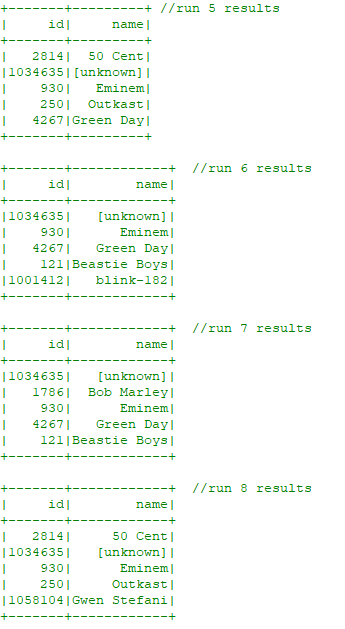 +-------+---------+ //run 5 results
|     id|     name|
+-------+---------+
|   2814|  50 Cent|
|1034635|[unknown]|
|    930|   Eminem|
|    250|  Outkast|
|   4267|Green Day|
+-------+---------+
+-------+------------+  //run 6 results
|     id|        name|
+-------+------------+
|1034635|   [unknown]|
|    930|      Eminem|
|   4267|   Green Day|
|    121|Beastie Boys|
|1001412|   blink-182|
+-------+------------+
+-------+------------+  //run 7 results
|     id|        name|
+-------+------------+
|1034635|   [unknown]|
|   1786|  Bob Marley|
|    930|      Eminem|
|   4267|   Green Day|
|    121|Beastie Boys|
+-------+------------+
+-------+------------+  //run 8 results
|     id|        name|
+-------+------------+
|   2814|     50 Cent|
|1034635|   [unknown]|
|    930|      Eminem|
|    250|     Outkast|
|1058104|Gwen Stefani|
+-------+------------+